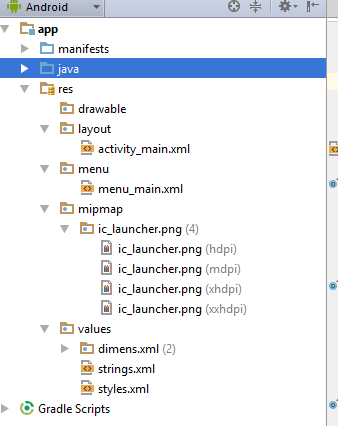 Android
app
manifests
java
res
drawable
layout
activity_main.xml
menu
menu_main.xml
mipmap
ic_launcher.png (4)
ic_launcher.png (hdpi)
ic_launcher.png (mdpi)
ic_launcher.png (xhdpi)
ic_launcher.png (xxhdpi)
values
dimens.xml (2)
strings.xml
styles.xml
Gradle Scripts